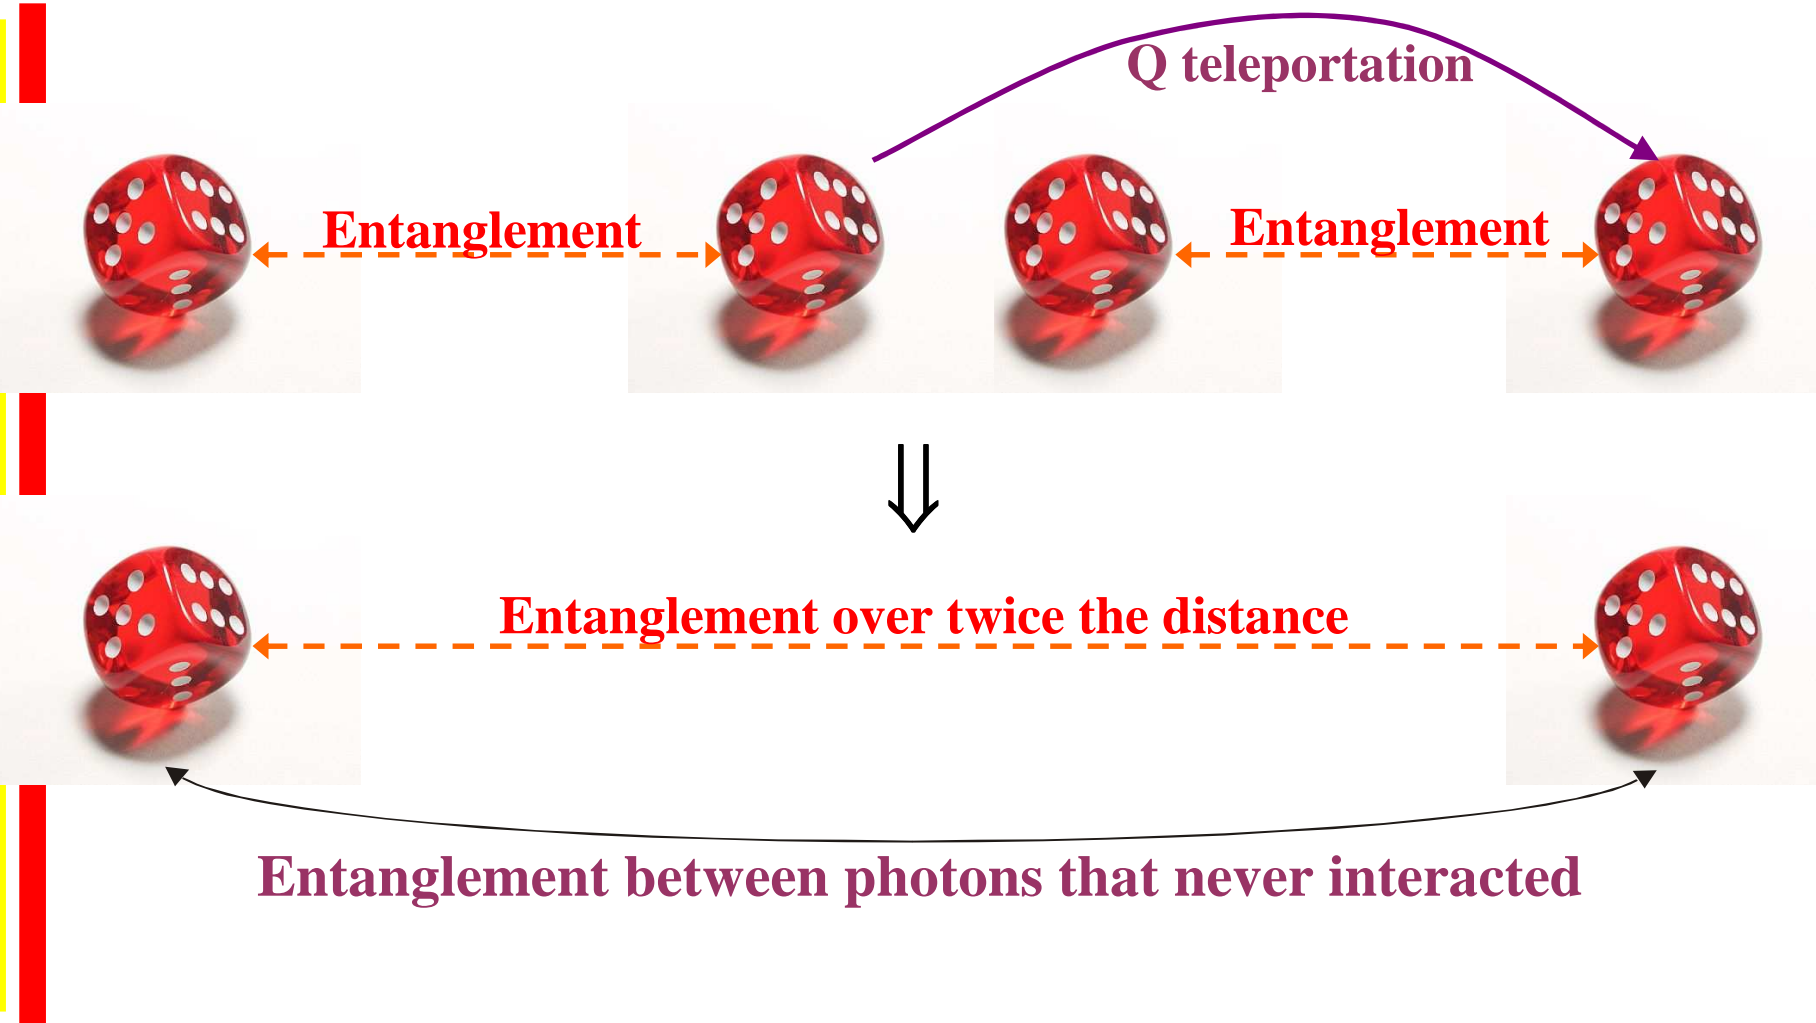 Q teleportation
Entanglement
Entanglement
Entanglement over twice the distance
Entanglement between photons that never interacted